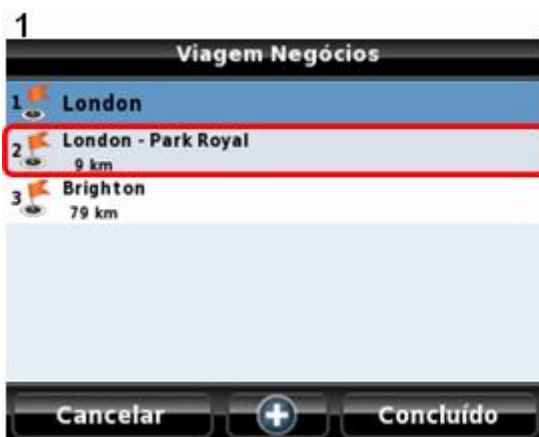 1
Viagem Negócios
1 London
2 London - Park Royal
9 km
3 Brighton
79 km
Cancelar + Concluído